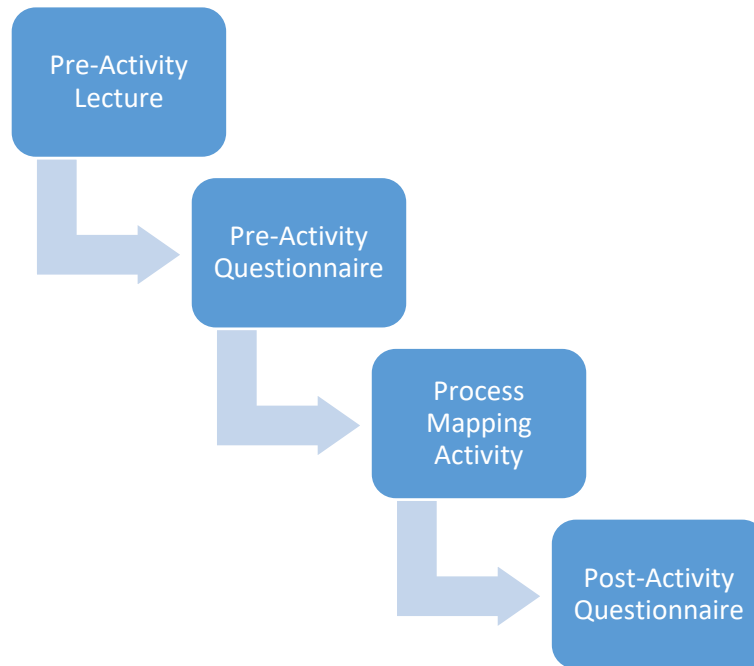 Pre-Activity
Lecture
Pre-Activity
Questionnaire
Process
Mapping
Activity
Post-Activity
Questionnaire